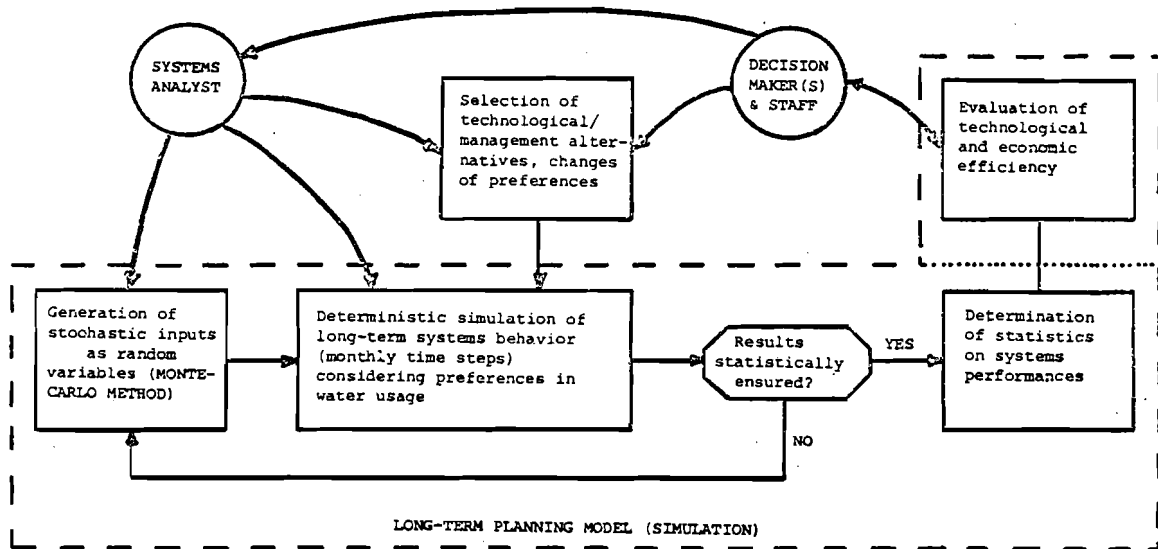 SYSTEMS
ANALYST
DECISION
MAKER(S)
& STAFF
Selection of
technological/
management alter-
natives, changes
of preferences
Evaluation of
technological
and economic
efficiency
Generation of
stochastic inputs
as random
variables (MONTE-
CARLO METHOD)
Deterministic simulation of
long-term systems behavior
(monthly time steps)
considering preferences in
water usage
Results
statistically
ensured?
YES
NO
Determination
of statistics
on systems
performances
LONG-TERM PLANNING MODEL (SIMULATION)